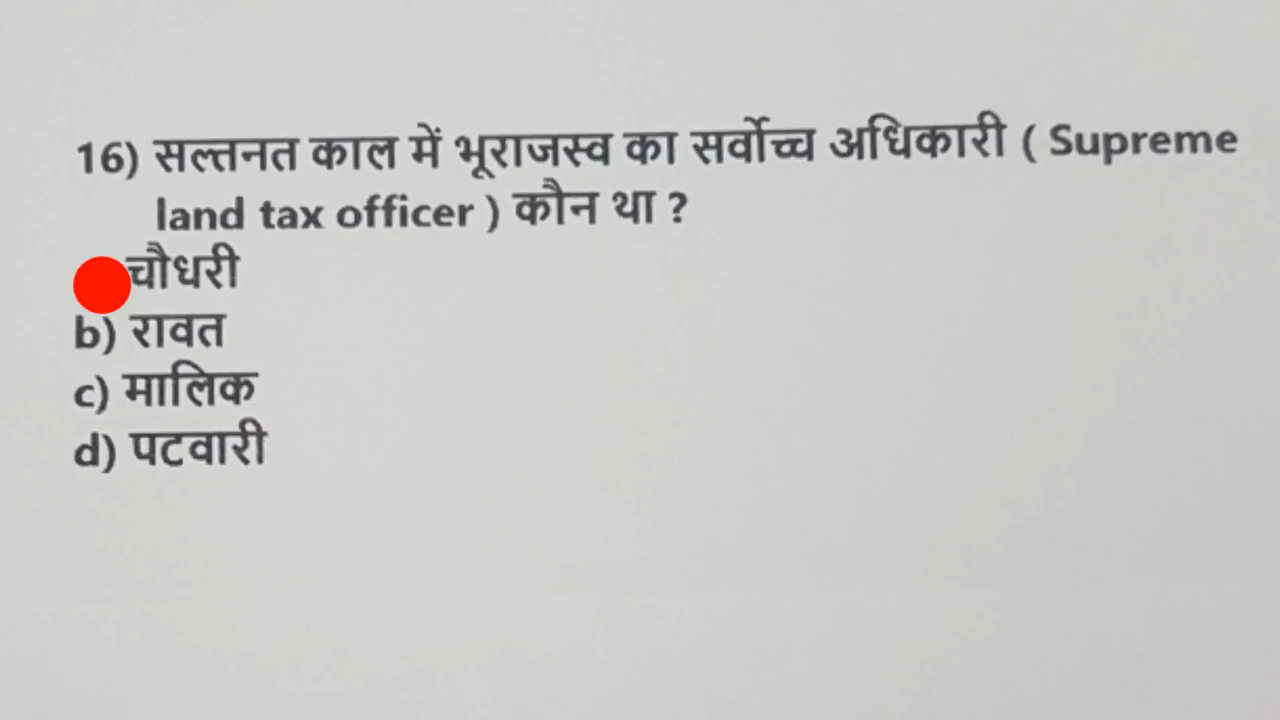 16) सल्तनत काल में भूराजस्व का सर्वोच्च अधिकारी ( Supreme
land tax officer ) कौन था ?
चौधरी
b) रावत
c) मालिक
d) पटवारी